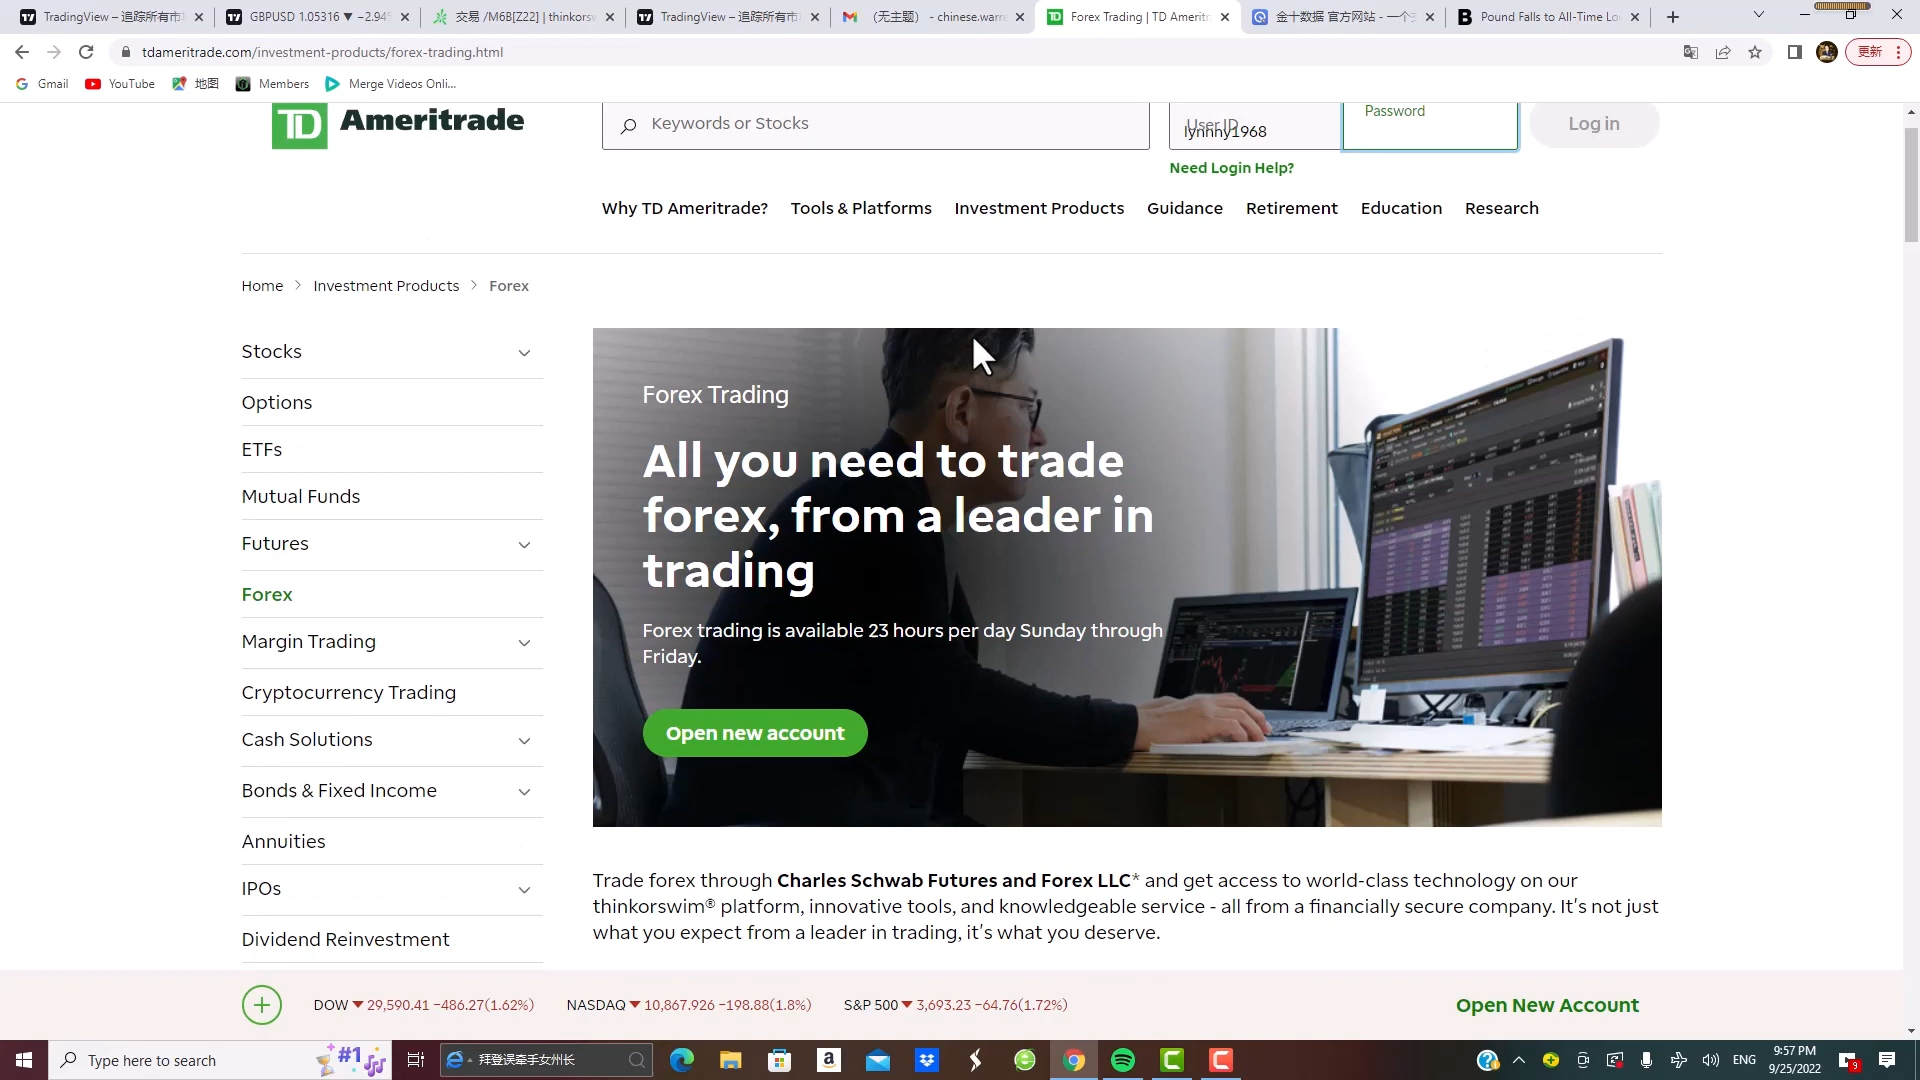 TradingView – 追踪所有市
GBPUSD 1.05316 ▼ −2.94
交易 /M6B[Z22] | thinkorsw
TradingView – 追踪所有市
(无主题) - chinese.warre
Forex Trading | TD Ameritr
金十数据 官方网站 - 一个
Pound Falls to All-Time Lo
tdameritrade.com/investment-products/forex-trading.html
更新
Gmail
YouTube
地图
Members
Merge Videos Onli...
TD Ameritrade
Keywords or Stocks
User ID
lynnny1968
Password
Log in
Need Login Help?
Why TD Ameritrade?
Tools & Platforms
Investment Products
Guidance
Retirement
Education
Research
Home > Investment Products > Forex
Stocks
Options
ETFs
Mutual Funds
Futures
Forex
Margin Trading
Cryptocurrency Trading
Cash Solutions
Bonds & Fixed Income
Annuities
IPOs
Dividend Reinvestment
Forex Trading
All you need to trade
forex, from a leader in
trading
Forex trading is available 23 hours per day Sunday through
Friday.
Open new account
Trade forex through Charles Schwab Futures and Forex LLC* and get access to world-class technology on our
thinkorswim® platform, innovative tools, and knowledgeable service - all from a financially secure company. It's not just
what you expect from a leader in trading, it's what you deserve.
DOW ▼ 29,590.41 −486.27(1.62%)
NASDAQ ▼ 10,867.926 −198.88(1.8%)
S&P 500 ▼ 3,693.23 −64.76(1.72%)
Open New Account
Type here to search
#1
拜登误牵手女州长
ENG
9:57 PM
9/25/2022
9